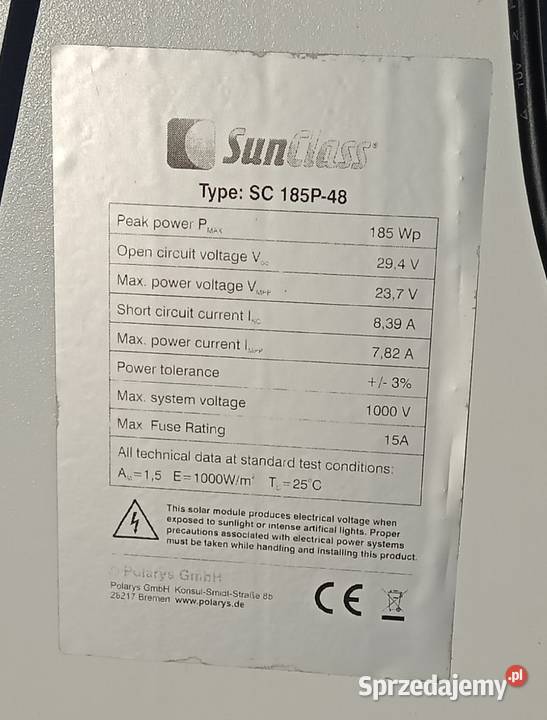 TUV 2
SunClass®
Type: SC 185P-48
Peak power PMAX 185 Wp
Open circuit voltage Voc 29,4 V
Max. power voltage VMPP 23,7 V
Short circuit current ISC 8,39 A
Max. power current IMPP 7,82 A
Power tolerance +/- 3%
Max. system voltage 1000 V
Max Fuse Rating 15A
All technical data at standard test conditions:
AM=1,5 E=1000W/m² TC=25°C
This solar module produces electrical voltage when
exposed to sunlight or intense artifical lights. Proper
precautions associated with electrical power systems
must be taken while handling and installing this product.
© Polarys GmbH
Polarys GmbH Konsul-Smidt-Straße 8b
28217 Bremen www.polarys.de
CE
Sprzedajemy.pl